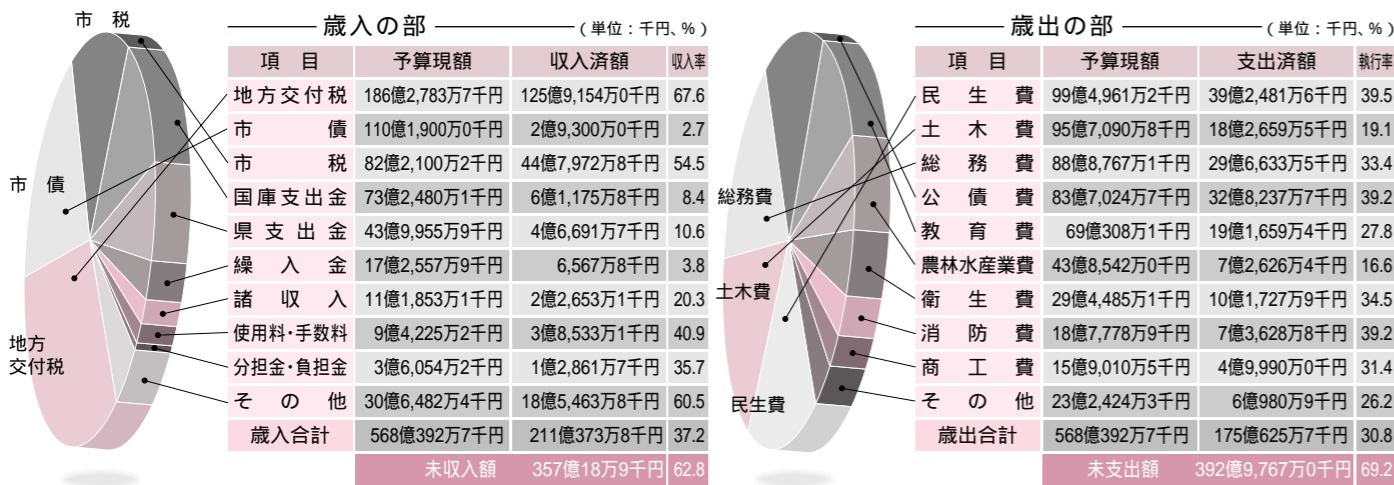 歳入の部 (単位：千円、%)
項目 予算現額 収入済額 収入率
地方交付税 186億2,783万7千円 125億9,154万0千円 67.6
市債 110億1,900万0千円 2億9,300万0千円 2.7
市税 82億2,100万2千円 44億7,972万8千円 54.5
国庫支出金 73億2,480万1千円 6億1,175万8千円 8.4
県支出金 43億9,955万9千円 4億6,691万7千円 10.6
繰入金 17億2,557万9千円 6,567万8千円 3.8
諸収入 11億1,853万1千円 2億2,653万1千円 20.3
使用料・手数料 9億4,225万2千円 3億8,533万1千円 40.9
分担金・負担金 3億6,054万2千円 1億2,861万7千円 35.7
その他 30億6,482万4千円 18億5,463万8千円 60.5
歳入合計 568億392万7千円 211億373万8千円 37.2
未収入額 357億18万9千円 62.8
市税
市債
地方
交付税
歳出の部 (単位：千円、%)
項目 予算現額 支出済額 執行率
民生費 99億4,961万2千円 39億2,481万6千円 39.5
土木費 95億7,090万8千円 18億2,659万5千円 19.1
総務費 88億8,767万1千円 29億6,633万5千円 33.4
公債費 83億7,024万7千円 32億8,237万7千円 39.2
教育費 69億308万1千円 19億1,659万4千円 27.8
農林水産業費 43億8,542万0千円 7億2,626万4千円 16.6
衛生費 29億4,485万1千円 10億1,727万9千円 34.5
消防費 18億7,778万9千円 7億3,628万8千円 39.2
商工費 15億9,010万5千円 4億9,990万0千円 31.4
その他 23億2,424万3千円 6億980万9千円 26.2
歳出合計 568億392万7千円 175億625万7千円 30.8
未支出額 392億9,767万0千円 69.2
総務費
土木費
民生費